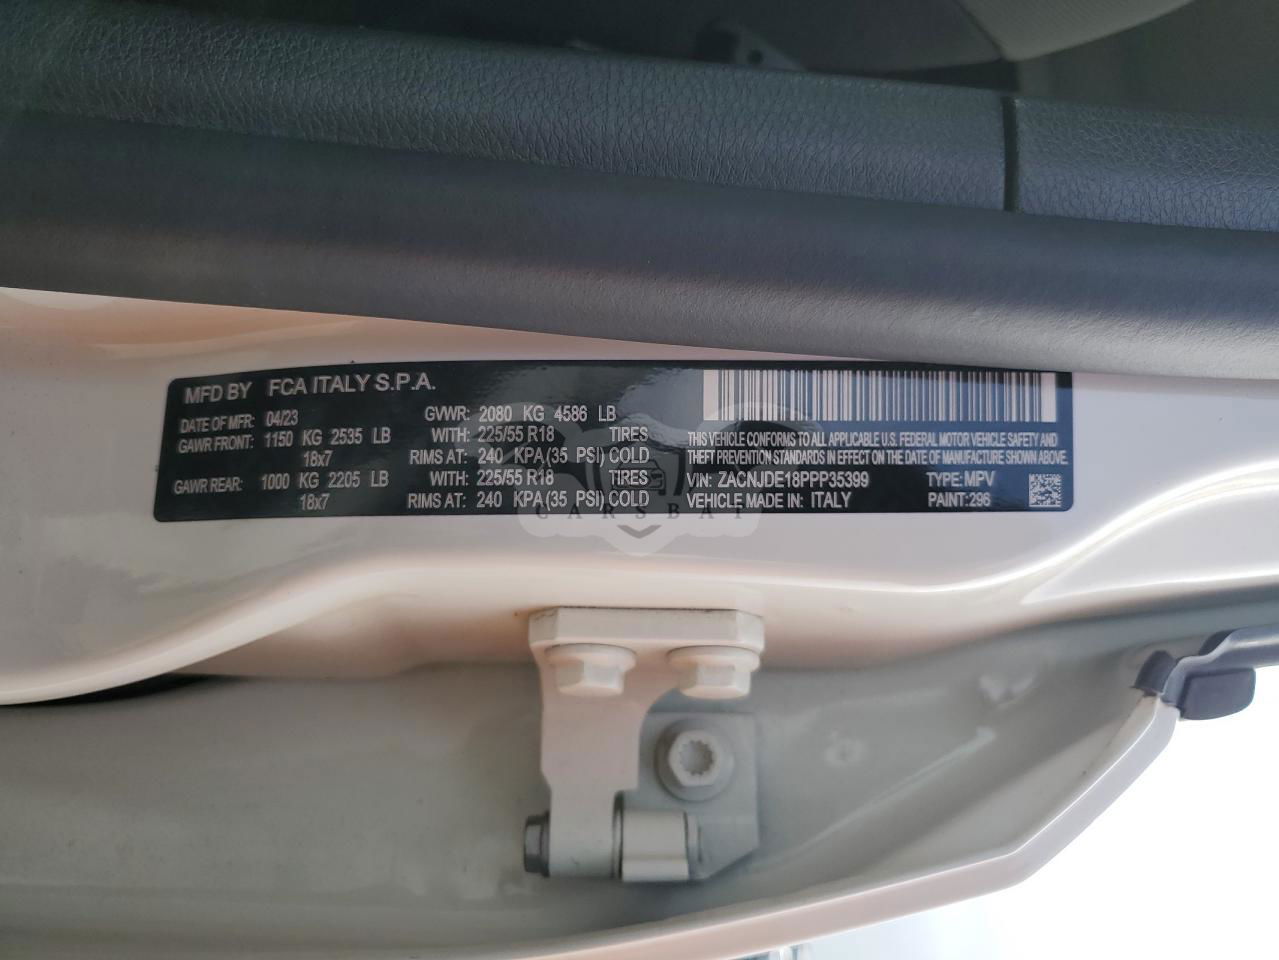 MFD BY FCA ITALY S.P.A.
DATE OF MFR: 04/23 GVWR: 2080 KG 4586 LB
GAWR FRONT: 1150 KG 2535 LB WITH: 225/55 R18 TIRES
18x7 RIMS AT: 240 KPA (35 PSI) COLD
GAWR REAR: 1000 KG 2205 LB WITH: 225/55 R18 TIRES
18x7 RIMS AT: 240 KPA (35 PSI) COLD
THIS VEHICLE CONFORMS TO ALL APPLICABLE U.S. FEDERAL MOTOR VEHICLE SAFETY AND
THEFT PREVENTION STANDARDS IN EFFECT ON THE DATE OF MANUFACTURE SHOWN ABOVE.
VIN: ZACNJDE18PPP35399 TYPE: MPV
VEHICLE MADE IN: ITALY PAINT: 296
CARSBAT